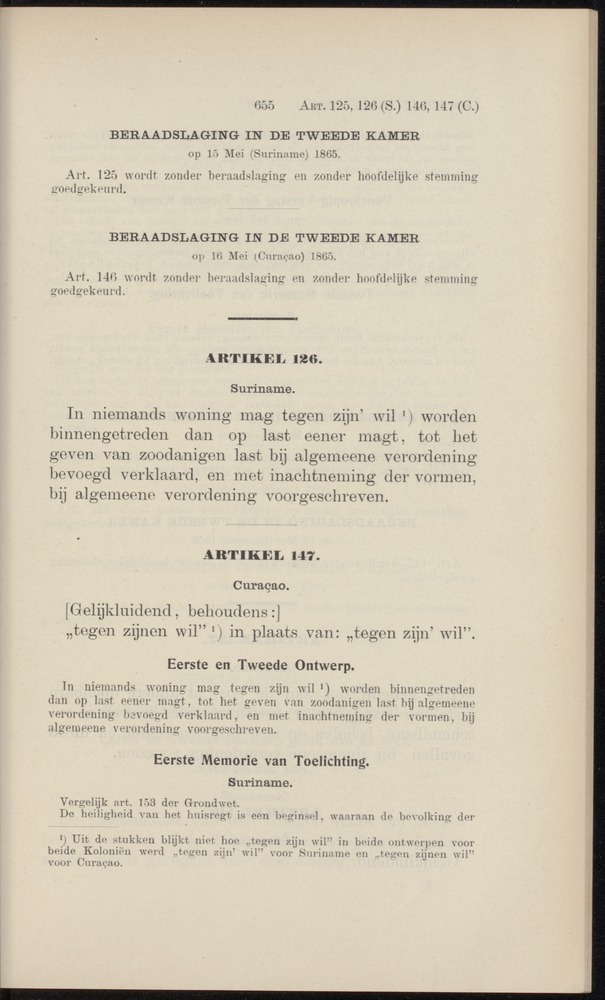 655 ART. 125, 126 (S.) 146, 147 (C.)
BERAADSLAGING IN DE TWEEDE KAMER
op 15 Mei (Suriname) 1865.
Art. 125 wordt zonder beraadslaging en zonder hoofdelijke stemming
goedgekeurd.
BERAADSLAGING IN DE TWEEDE KAMER
op 16 Mei (Curaçao) 1865.
Art. 146 wordt zonder beraadslaging en zonder hoofdelijke stemming
goedgekeurd.
ARTIKEL 126.
Suriname.
In niemands woning mag tegen zijn' wil ¹) worden
binnengetreden dan op last eener magt, tot het
geven van zoodanigen last bij algemeene verordening
bevoegd verklaard, en met inachtneming der vormen,
bij algemeene verordening voorgeschreven.
ARTIKEL 147.
Curaçao.
[Gelijkluidend, behoudens:]
„tegen zijnen wil” ¹) in plaats van: „tegen zijn' wil”.
Eerste en Tweede Ontwerp.
In niemands woning mag tegen zijn wil ¹) worden binnengetreden
dan op last eener magt, tot het geven van zoodanigen last bij algemeene
verordening bevoegd verklaard, en met inachtneming der vormen, bij
algemeene verordening voorgeschreven.
Eerste Memorie van Toelichting.
Suriname.
Vergelijk art. 153 der Grondwet.
De heiligheid van het huisregt is een beginsel, waaraan de bevolking der
¹) Uit de stukken blijkt niet hoe „tegen zijn wil” in beide ontwerpen voor
beide Koloniën werd „tegen zijn' wil” voor Suriname en „tegen zijnen wil”
voor Curaçao.